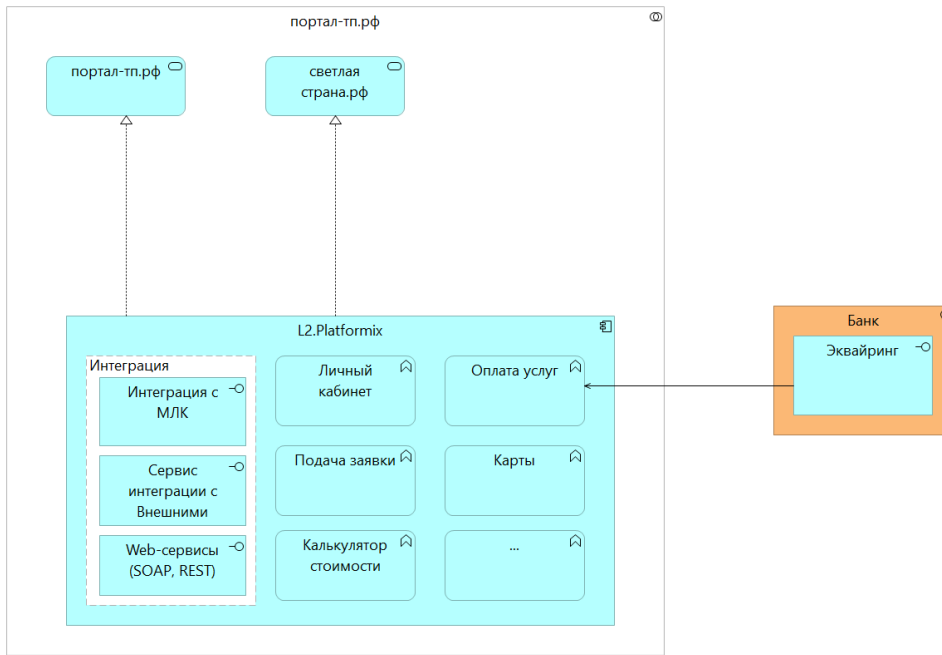 портал-тп.рф
портал-тп.рф
светлая
страна.рф
L2.Platformix
Интеграция
Интеграция с
МЛК
Сервис
интеграции с
Внешними
Web-сервисы
(SOAP, REST)
Личный
кабинет
Оплата услуг
Подача заявки
Карты
Калькулятор
стоимости
...
Банк
Эквайринг